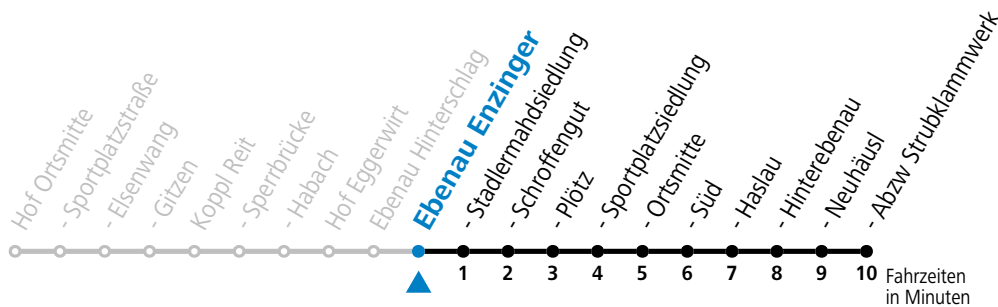 Hof Ortsmitte
- Sportplatzstraße
- Elsenwang
- Gitzen
Koppl Reit
- Sperrbrücke
- Habach
Hof Eggerwirt
Ebenau Hinterschlag
Ebenau Enzinger
- Stadlermahdsiedlung
- Schroffengut
- Plötz
- Sportplatzsiedlung
- Ortsmitte
- Süd
- Haslau
- Hinterebenau
- Neuhäusl
- Abzw Strubklammwerk
1 2 3 4 5 6 7 8 9 10 Fahrzeiten
in Minuten